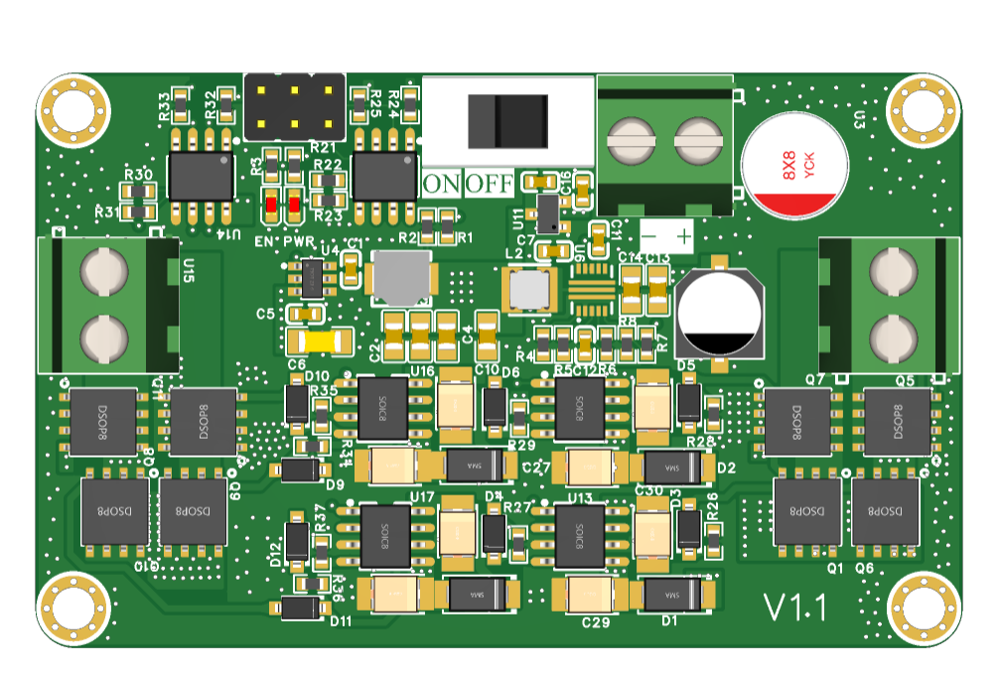 R33
R32
R25
R24
U3
8X8
YCK
R21
R3
R22
R23
R30
R31
U14
ON OFF
C16
U11
R2
R1
EN PWR
C7
L2
U6
C11
- +
U15
U4
C1
C14
C13
C5
C2
C4
R4
R5
C12
R6
R8
R7
C6
D10
U16
C10
D6
D5
Q7
Q5
R35
DSOP8
DSOP8
SOIC8
SOIC8
DSOP8
DSOP8
R29
R28
Q8
D9
SMA
C27
SMA
D2
Q9
U17
D4
R27
U13
C30
D3
R26
DSOP8
DSOP8
R37
D12
SOIC8
SOIC8
DSOP8
DSOP8
Q10
Q1
Q6
R36
D11
SMA
C29
SMA
D1
V1.1